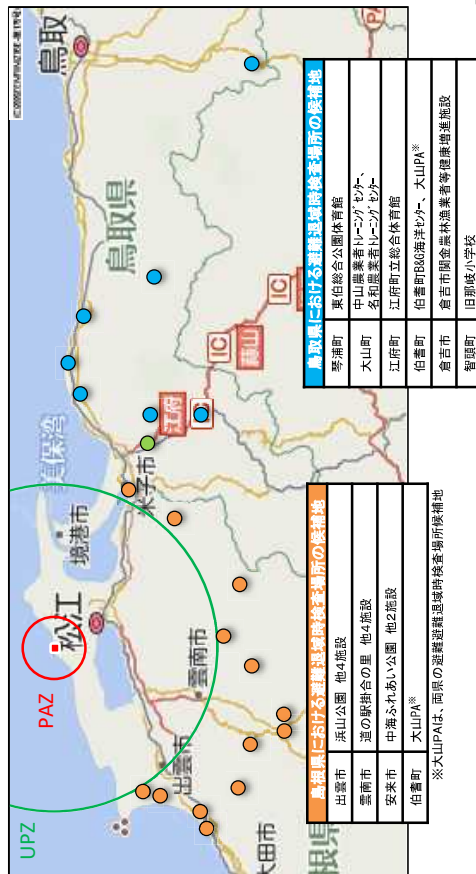 UPZ
PAZ
松江
境港市
美保湾
米子市
出雲市
雲南市
大田市
根県
江府
IC
蒜山
IC
IC
鳥取県
鳥取
PA
島根県における避難退域時検査場所の候補地
出雲市 浜山公園 他4施設
雲南市 道の駅掛合の里 他4施設
安来市 中海ふれあい公園 他2施設
伯耆町 大山PA※
※大山PAは、両県の避難避難退域時検査場所候補地
鳥取県における避難退域時検査場所の候補地
琴浦町 東伯総合公園体育館
大山町 中山農業者トレーニングセンター、
名和農業者トレーニングセンター
江府町 江府町立総合体育館
伯耆町 伯耆町B&G海洋センター、大山PA※
倉吉市 倉吉市関金農林漁業者等健康増進施設
智頭町 旧那岐小学校